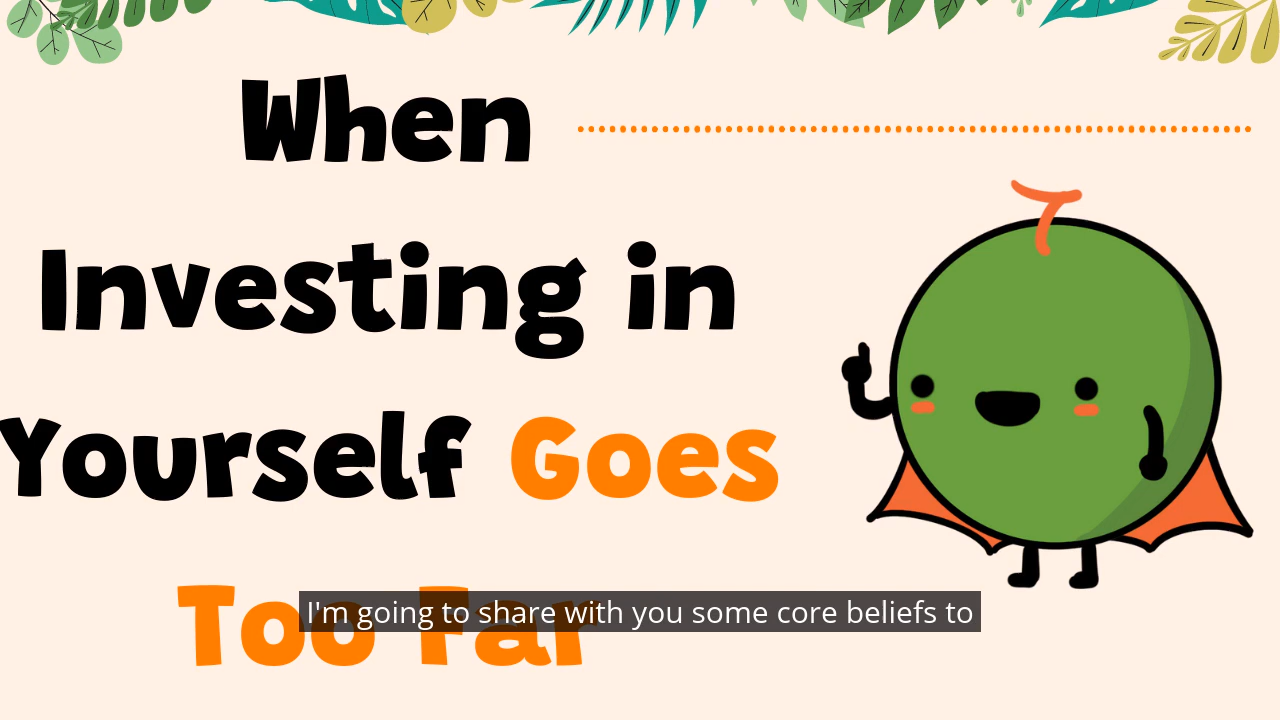 When
Investing in
Yourself Goes
Too Far
I'm going to share with you some core beliefs to